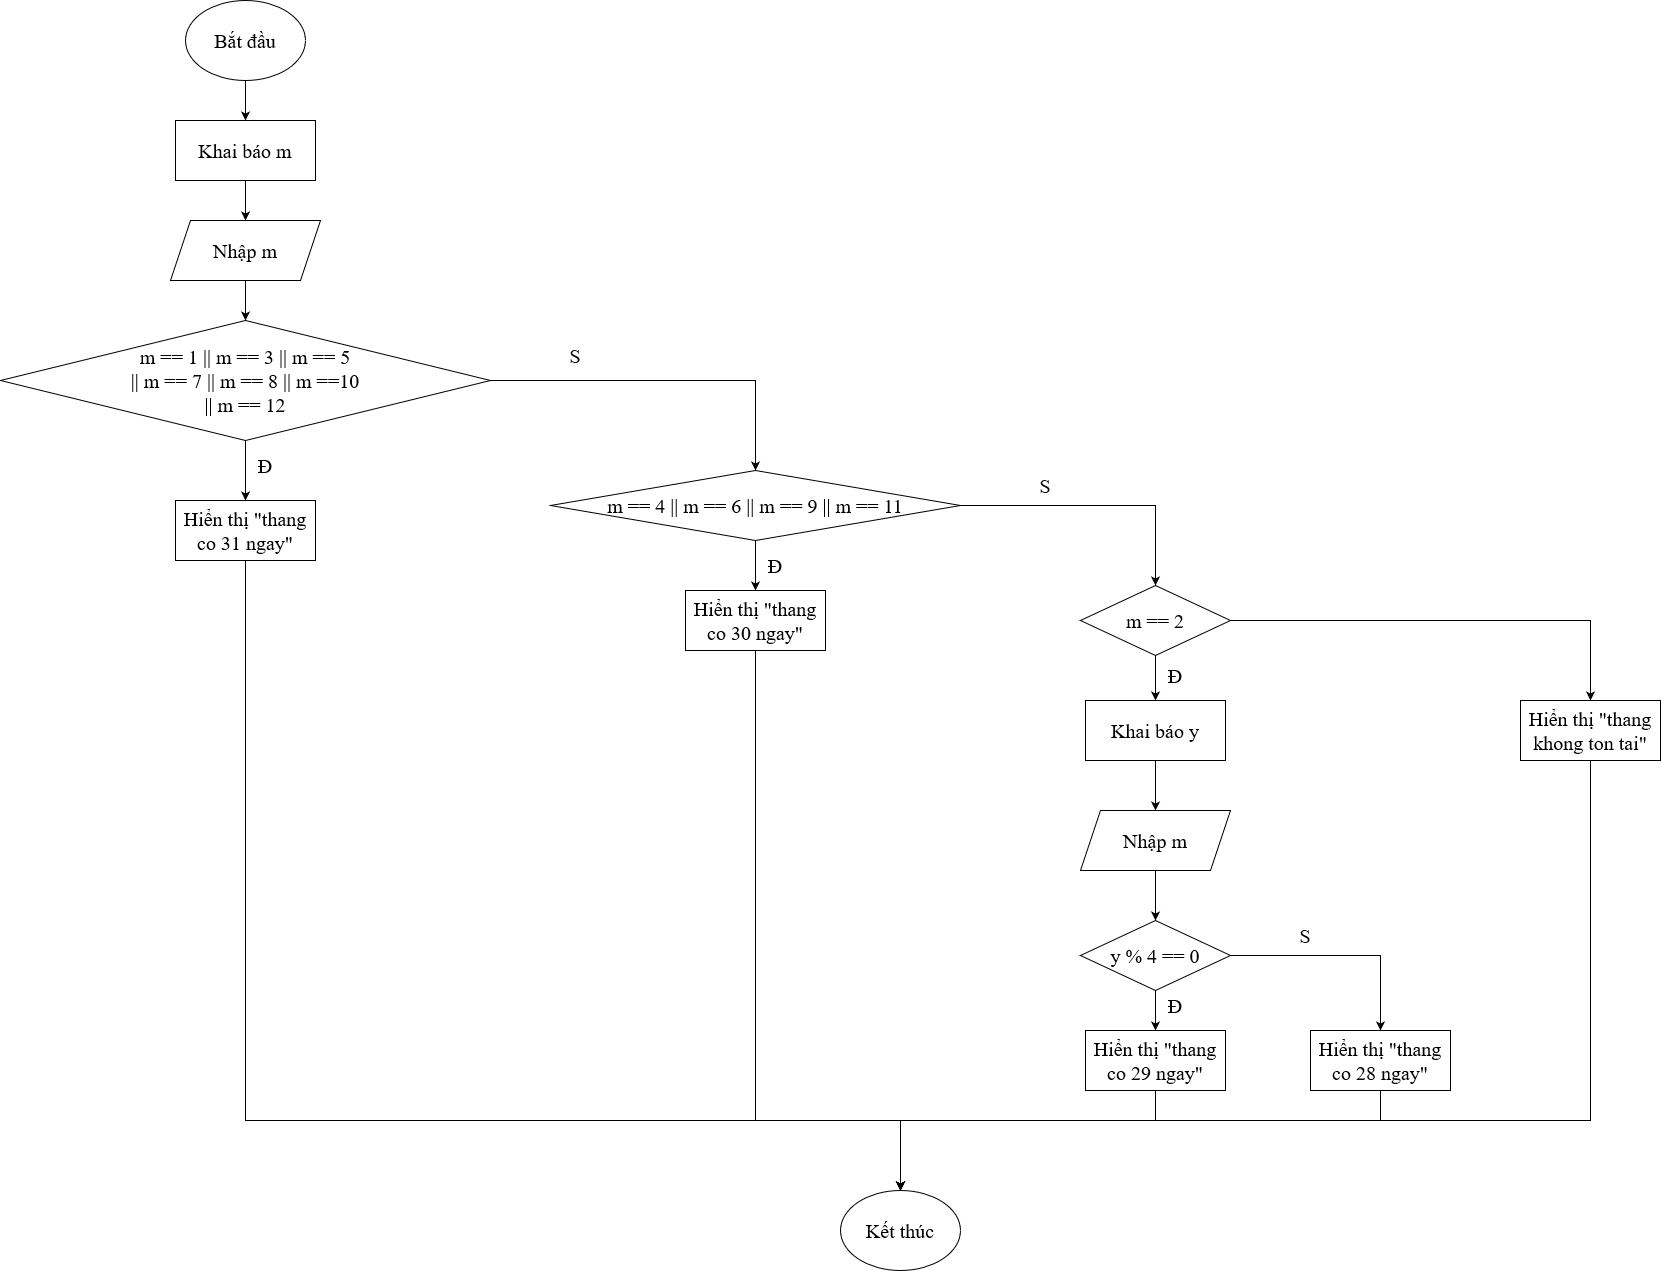 Bắt đầu
Khai báo m
Nhập m
m == 1 || m == 3 || m == 5
|| m == 7 || m == 8 || m ==10
|| m == 12
S
Đ
Hiển thị "thang
co 31 ngay"
m == 4 || m == 6 || m == 9 || m == 11
S
Đ
Hiển thị "thang
co 30 ngay"
m == 2
Đ
Khai báo y
Hiển thị "thang
khong ton tai"
Nhập m
y % 4 == 0
S
Đ
Hiển thị "thang
co 29 ngay"
Hiển thị "thang
co 28 ngay"
Kết thúc